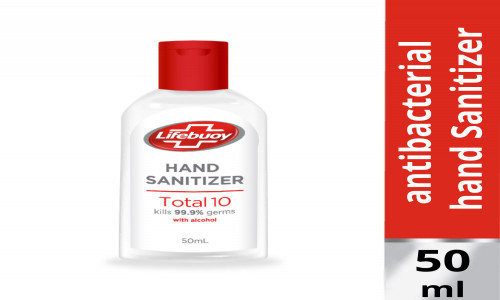 Lifebuoy
HAND
SANITIZER
Total 10
kills 99.9% germs
with alcohol
50mL
antibacterial
hand Sanitizer
50
ml